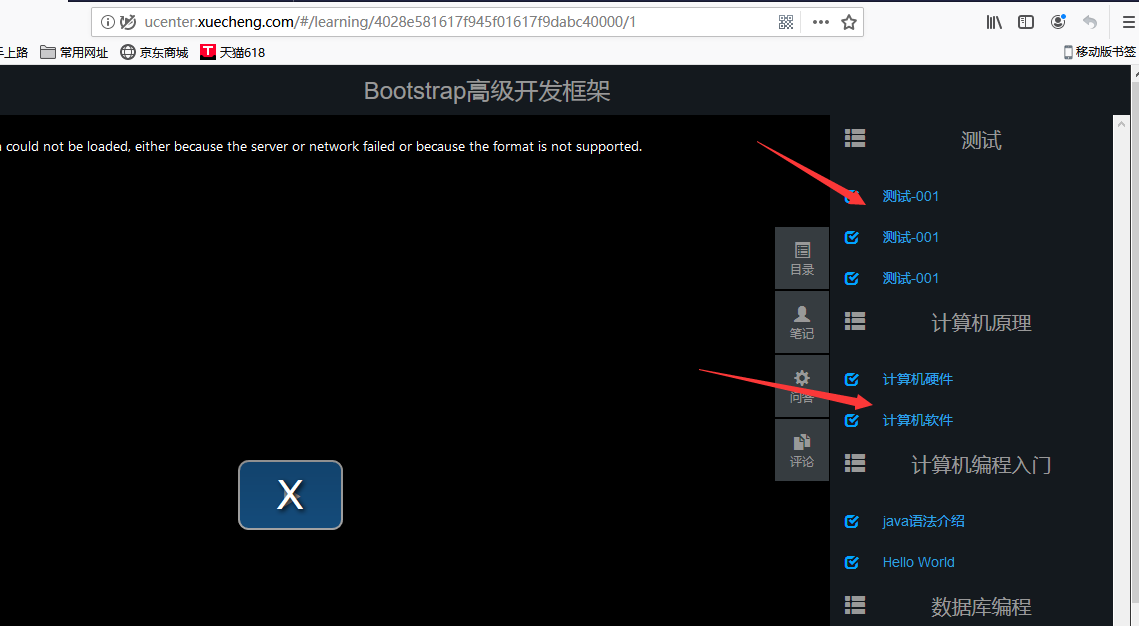 ucenter.xuecheng.com/#/learning/4028e581617f945f01617f9dabc40000/1
上路 常用网址 京东商城 T 天猫618 移动版书签
Bootstrap高级开发框架
could not be loaded, either because the server or network failed or because the format is not supported.
测试
测试-001
测试-001
测试-001
计算机原理
计算机硬件
计算机软件
计算机编程入门
java语法介绍
Hello World
数据库编程
目录
笔记
问答
评论
X